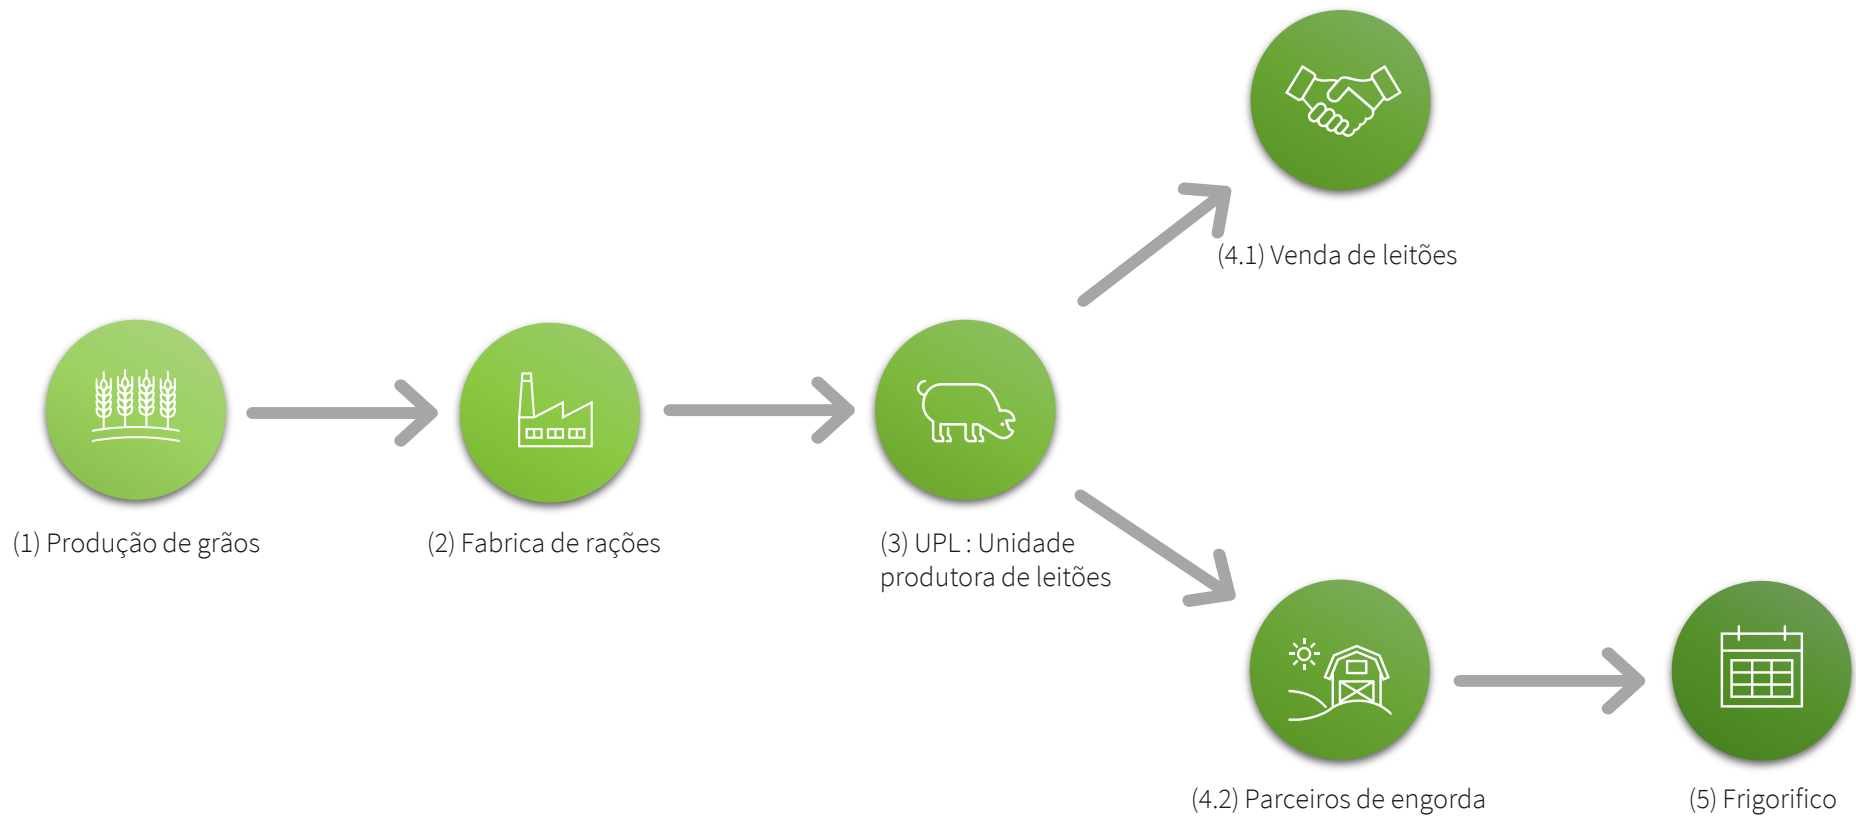 (4.1) Venda de leitões
(1) Produção de grãos
(2) Fabrica de rações
(3) UPL : Unidade
produtora de leitões
(4.2) Parceiros de engorda
(5) Frigorifico